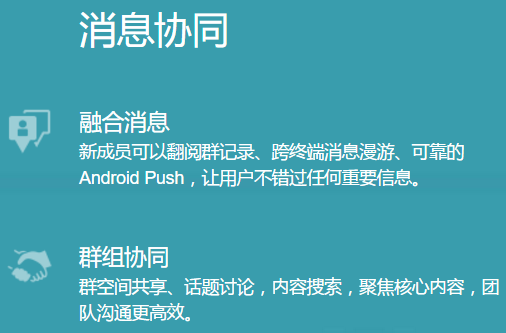 消息协同
融合消息
新成员可以翻阅群记录、跨终端消息漫游、可靠的
Android Push，让用户不错过任何重要信息。
群组协同
群空间共享、话题讨论，内容搜索，聚焦核心内容，团
队沟通更高效。